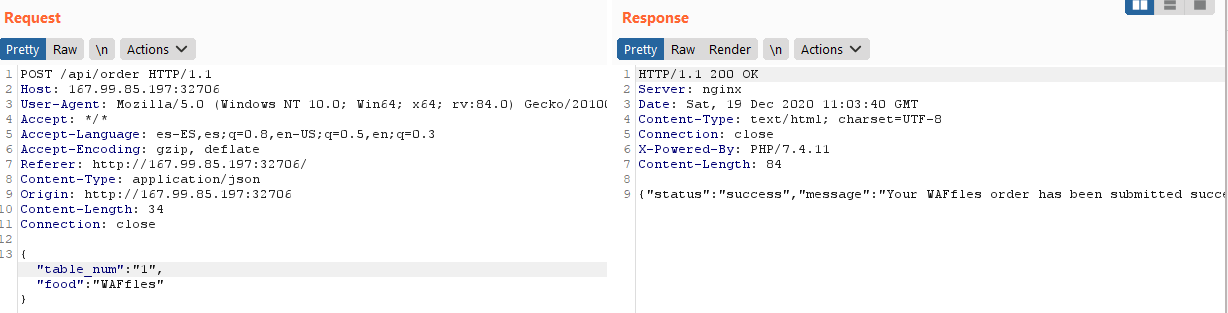 Request
Pretty Raw \n Actions
1 POST /api/order HTTP/1.1
2 Host: 167.99.85.197:32706
3 User-Agent: Mozilla/5.0 (Windows NT 10.0; Win64; x64; rv:84.0) Gecko/2010
4 Accept: */*
5 Accept-Language: es-ES,es;q=0.8,en-US;q=0.5,en;q=0.3
6 Accept-Encoding: gzip, deflate
7 Referer: http://167.99.85.197:32706/
8 Content-Type: application/json
9 Origin: http://167.99.85.197:32706
10 Content-Length: 34
11 Connection: close
12
13 {
"table_num":"1",
"food":"WAFfles"
}
Response
Pretty Raw Render \n Actions
1 HTTP/1.1 200 OK
2 Server: nginx
3 Date: Sat, 19 Dec 2020 11:03:40 GMT
4 Content-Type: text/html; charset=UTF-8
5 Connection: close
6 X-Powered-By: PHP/7.4.11
7 Content-Length: 84
8
9 {"status":"success","message":"Your WAFfles order has been submitted succe